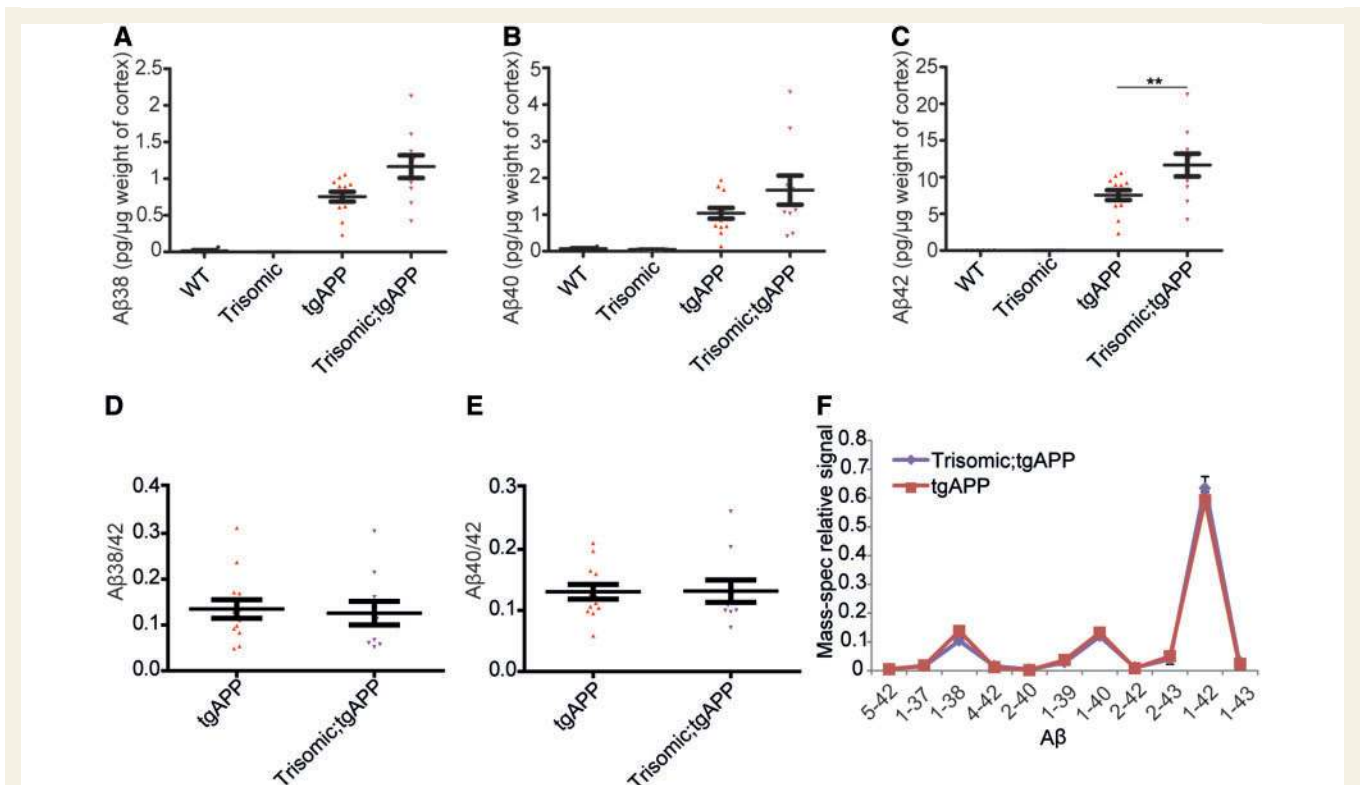 A
Aβ38 (pg/µg weight of cortex)
2.5
2
1.5
1
0.5
0
WT
Trisomic
tgAPP
Trisomic;tgAPP
B
Aβ40 (pg/µg weight of cortex)
5
4
3
2
1
0
WT
Trisomic
tgAPP
Trisomic;tgAPP
C
Aβ42 (pg/µg weight of cortex)
25
20
15
10
5
0
**
WT
Trisomic
tgAPP
Trisomic;tgAPP
D
Aβ38/42
0.4
0.3
0.2
0.1
0.0
tgAPP
Trisomic;tgAPP
E
Aβ40/42
0.3
0.2
0.1
0.0
tgAPP
Trisomic;tgAPP
F
Mass-spec relative signal
0.8
0.7
0.6
0.5
0.4
0.3
0.2
0.1
0
Trisomic;tgAPP
tgAPP
5-42
1-37
1-38
4-42
2-40
1-39
1-40
2-42
2-43
1-42
1-43
Aβ